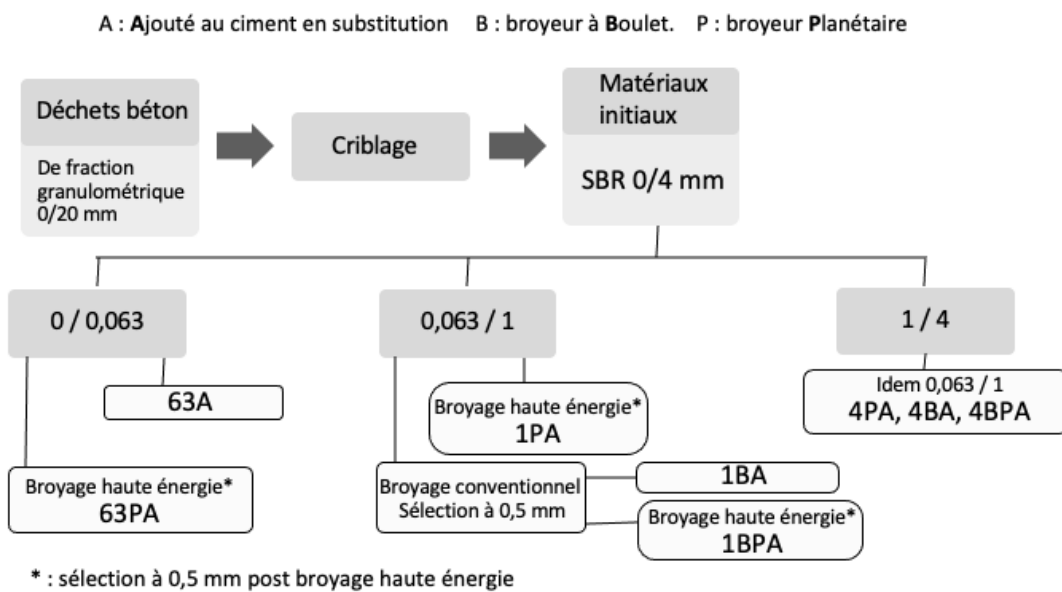 A : Ajouté au ciment en substitution B : broyeur à Boulet. P : broyeur Planétaire
Déchets béton
De fraction
granulométrique
0/20 mm
Criblage
Matériaux
initiaux
SBR 0/4 mm
0 / 0,063
0,063 / 1
1 / 4
63A
Broyage haute énergie*
63PA
Broyage haute énergie*
1PA
Broyage conventionnel
Sélection à 0,5 mm
1BA
Broyage haute énergie*
1BPA
Idem 0,063 / 1
4PA, 4BA, 4BPA
* : sélection à 0,5 mm post broyage haute énergie